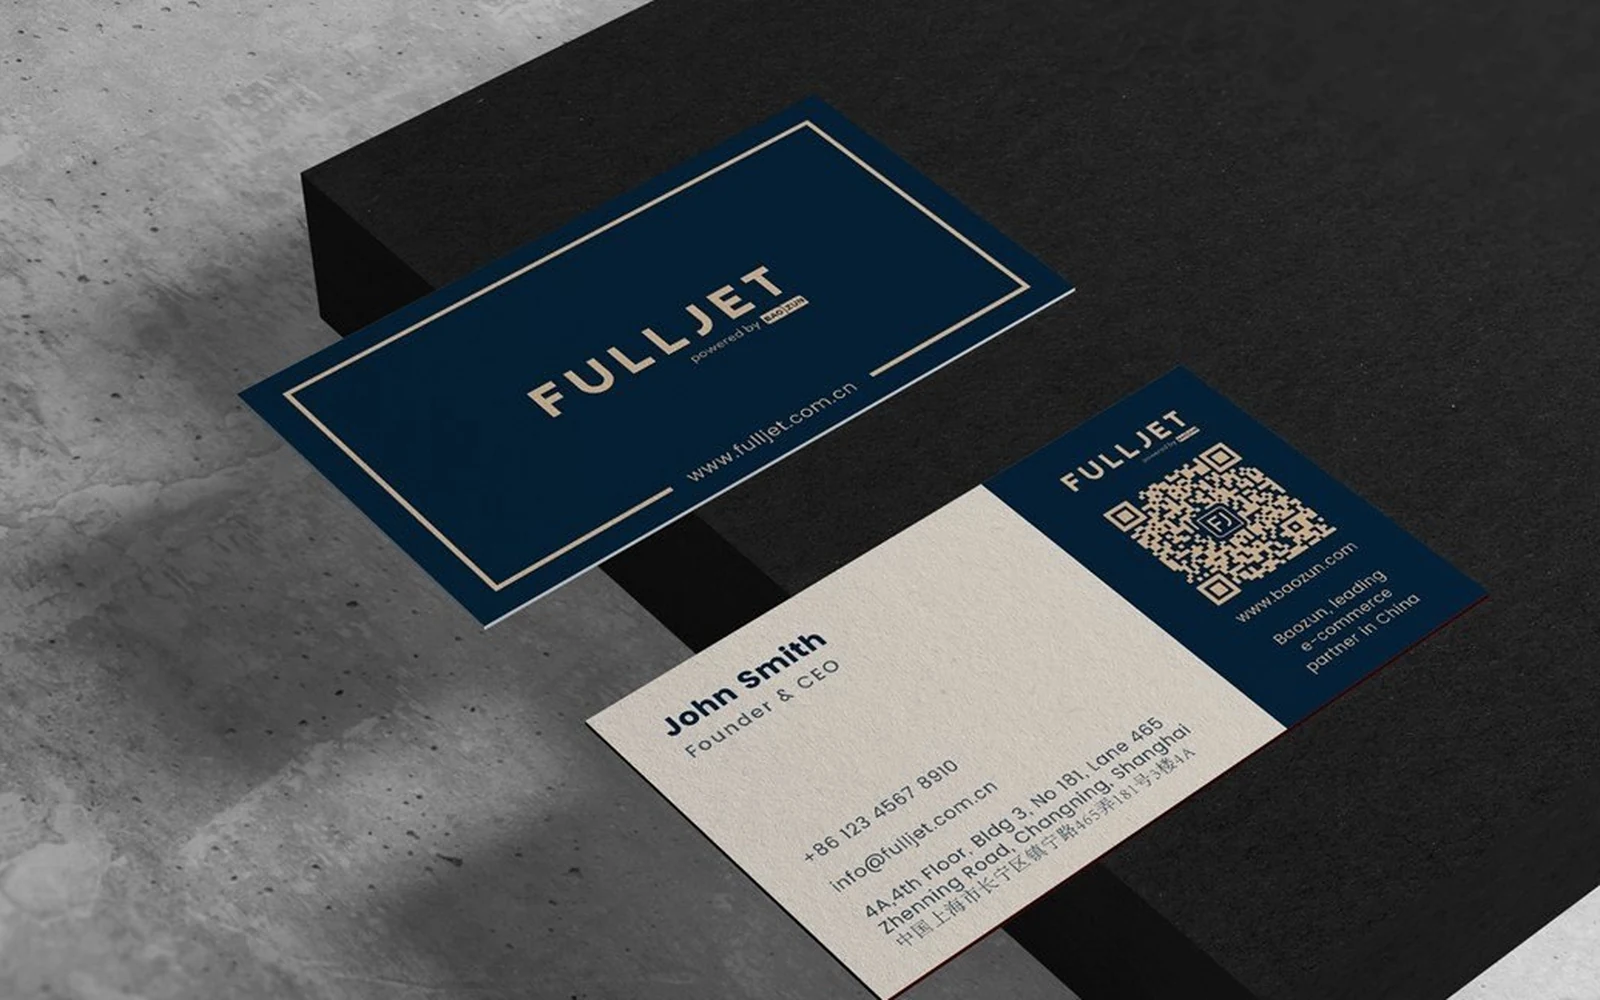 FULLJET
powered by BAO|ZUN
www.fulljet.com.cn
FULLJET
powered by BAOZUN
FJ
www.baozun.com
Baozun, leading
e-commerce
partner in China
John Smith
Founder & CEO
+86 123 4567 8910
info@fulljet.com.cn
4A,4th Floor, Bldg 3, No 181, Lane 465
Zhenning Road, Changning, Shanghai
中国上海市长宁区镇宁路465弄181号3楼4A